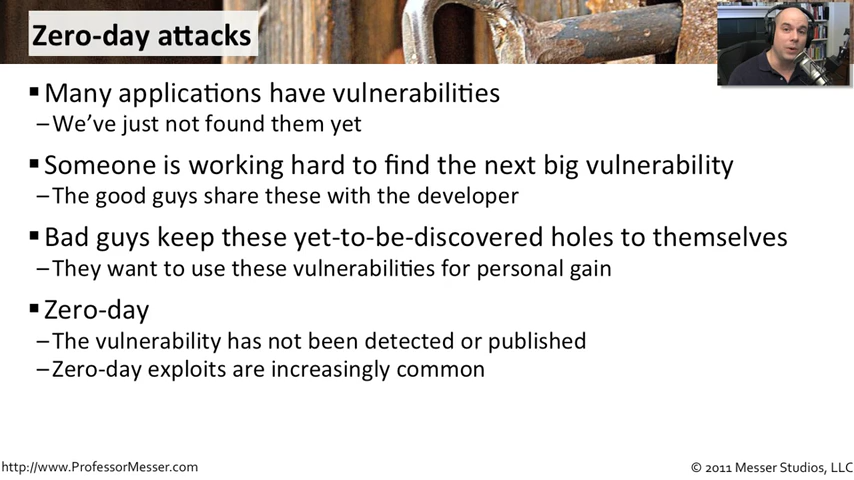 Zero-day attacks
▪Many applications have vulnerabilities
–We've just not found them yet
▪Someone is working hard to find the next big vulnerability
–The good guys share these with the developer
▪Bad guys keep these yet-to-be-discovered holes to themselves
–They want to use these vulnerabilities for personal gain
▪Zero-day
–The vulnerability has not been detected or published
–Zero-day exploits are increasingly common
http://www.ProfessorMesser.com
© 2011 Messer Studios, LLC